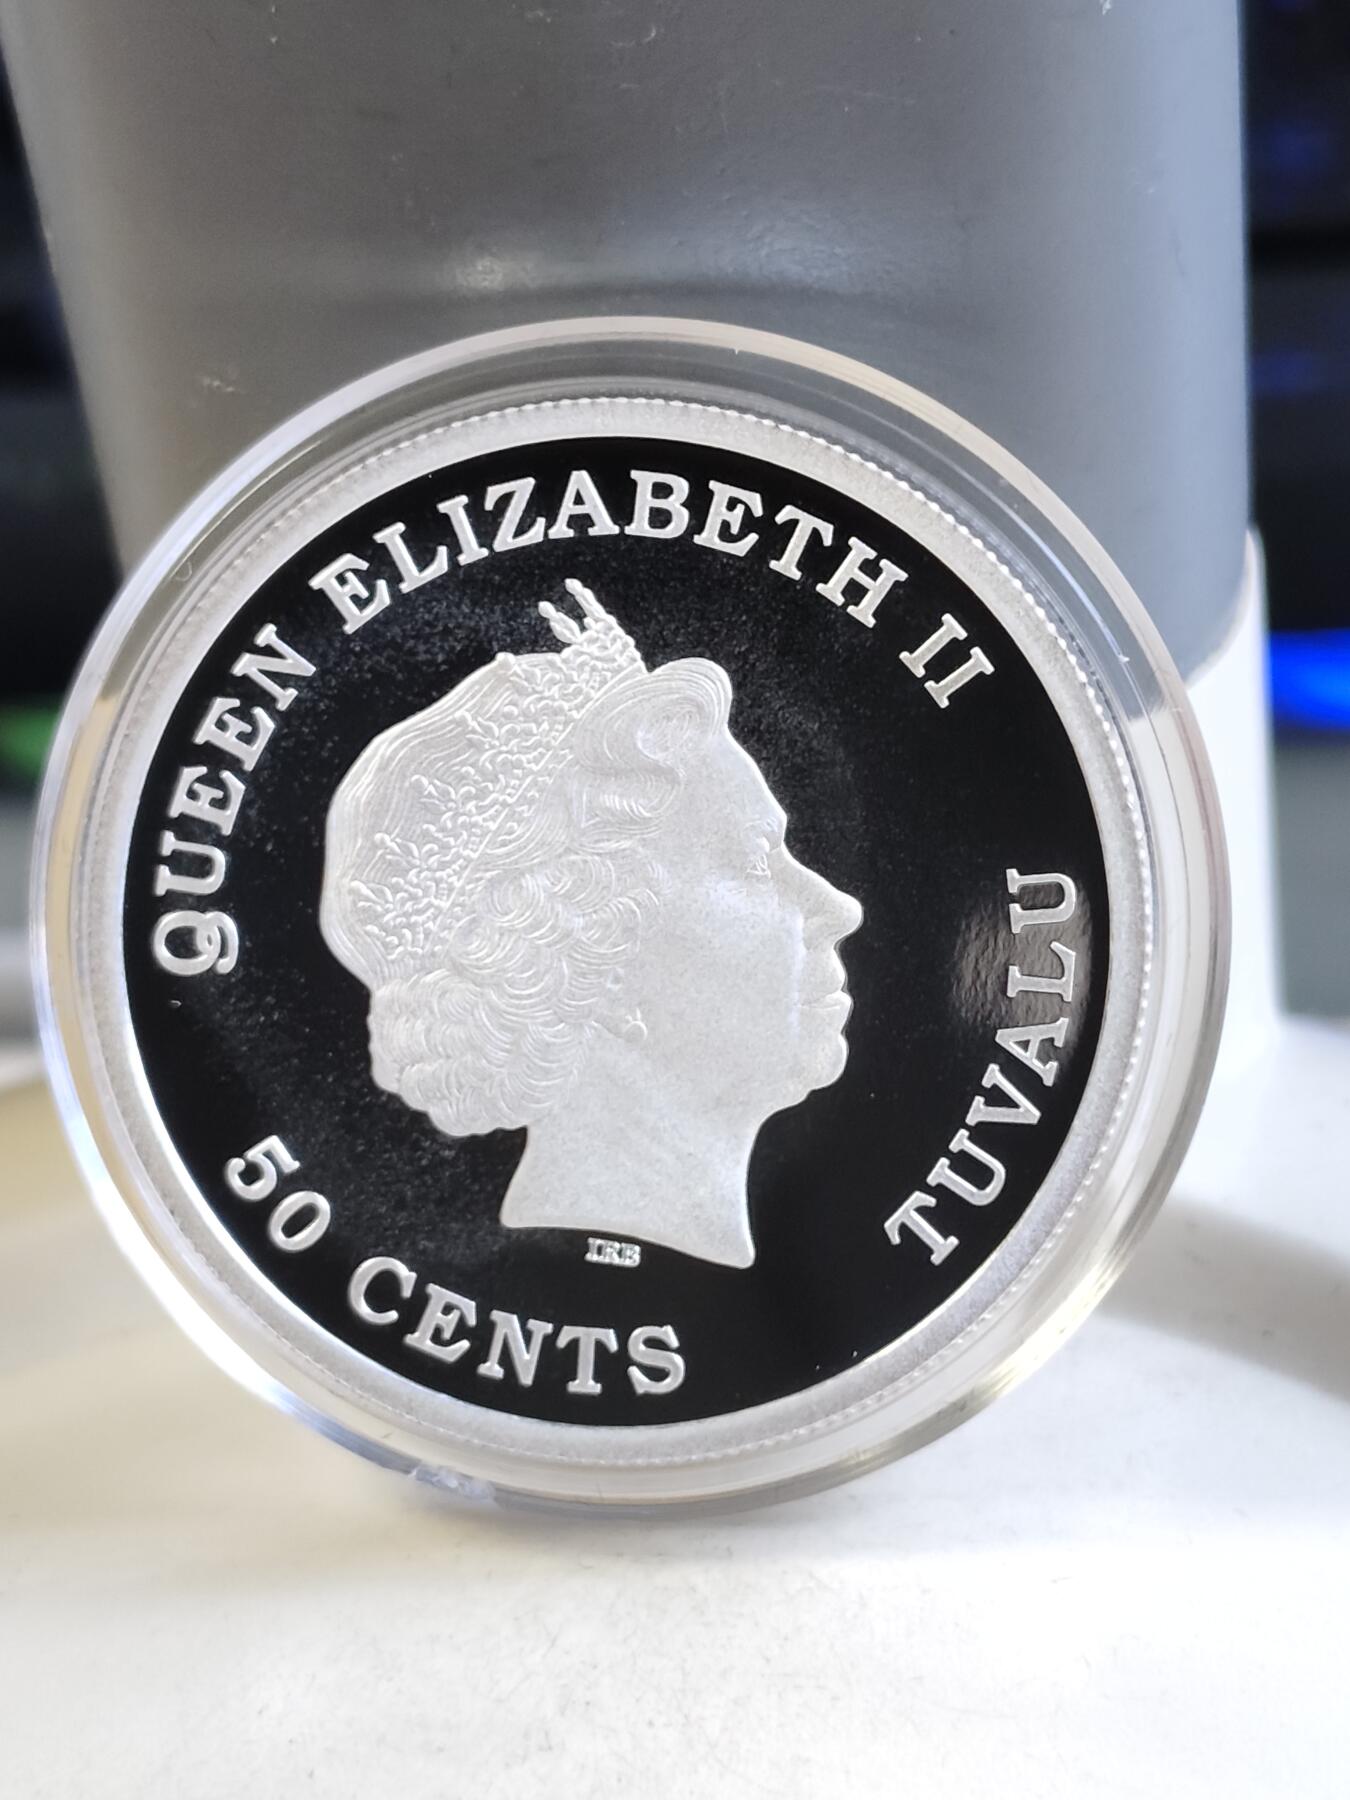 QUEEN ELIZABETH II
TUVALU
50 CENTS
IRB